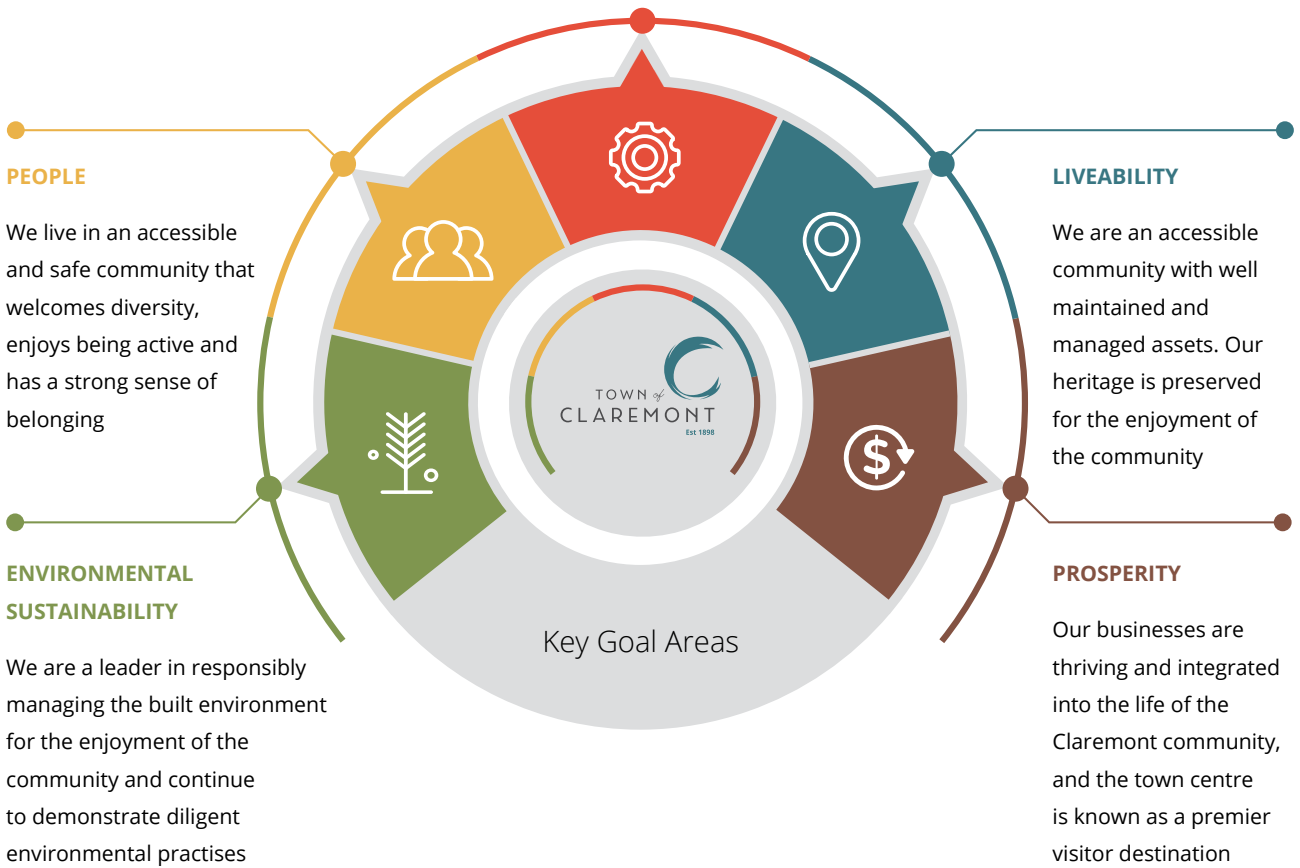 PEOPLE
We live in an accessible
and safe community that
welcomes diversity,
enjoys being active and
has a strong sense of
belonging
ENVIRONMENTAL
SUSTAINABILITY
We are a leader in responsibly
managing the built environment
for the enjoyment of the
community and continue
to demonstrate diligent
environmental practises
TOWN of
CLAREMONT
Est 1898
$
Key Goal Areas
LIVEABILITY
We are an accessible
community with well
maintained and
managed assets. Our
heritage is preserved
for the enjoyment of
the community
PROSPERITY
Our businesses are
thriving and integrated
into the life of the
Claremont community,
and the town centre
is known as a premier
visitor destination